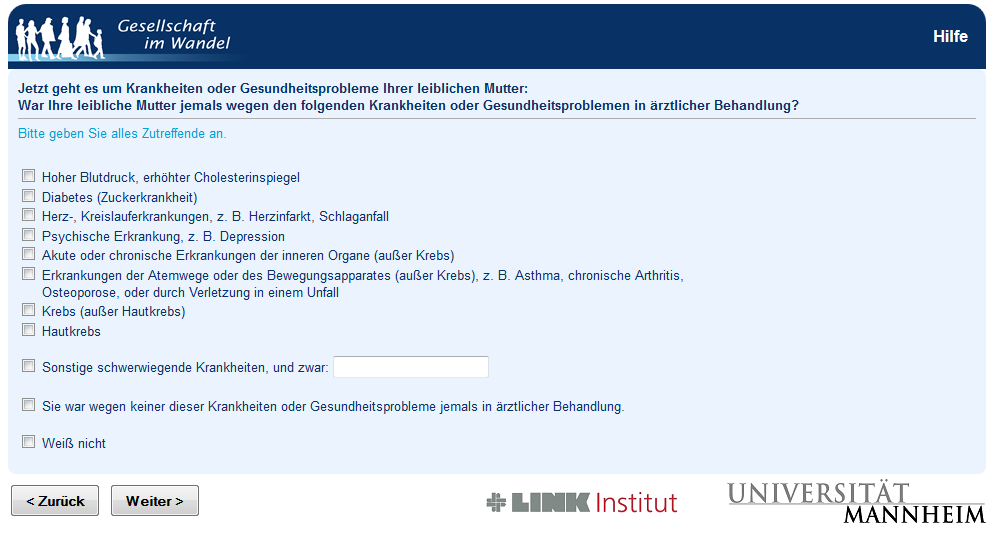 Gesellschaft
im Wandel
Hilfe
Jetzt geht es um Krankheiten oder Gesundheitsprobleme Ihrer leiblichen Mutter:
War Ihre leibliche Mutter jemals wegen den folgenden Krankheiten oder Gesundheitsproblemen in ärztlicher Behandlung?
Bitte geben Sie alles Zutreffende an.
Hoher Blutdruck, erhöhter Cholesterinspiegel
Diabetes (Zuckerkrankheit)
Herz-, Kreislauferkrankungen, z. B. Herzinfarkt, Schlaganfall
Psychische Erkrankung, z. B. Depression
Akute oder chronische Erkrankungen der inneren Organe (außer Krebs)
Erkrankungen der Atemwege oder des Bewegungsapparates (außer Krebs), z. B. Asthma, chronische Arthritis,
Osteoporose, oder durch Verletzung in einem Unfall
Krebs (außer Hautkrebs)
Hautkrebs
Sonstige schwerwiegende Krankheiten, und zwar:
Sie war wegen keiner dieser Krankheiten oder Gesundheitsprobleme jemals in ärztlicher Behandlung.
Weiß nicht
< Zurück
Weiter >
LINK Institut
UNIVERSITÄT
MANNHEIM